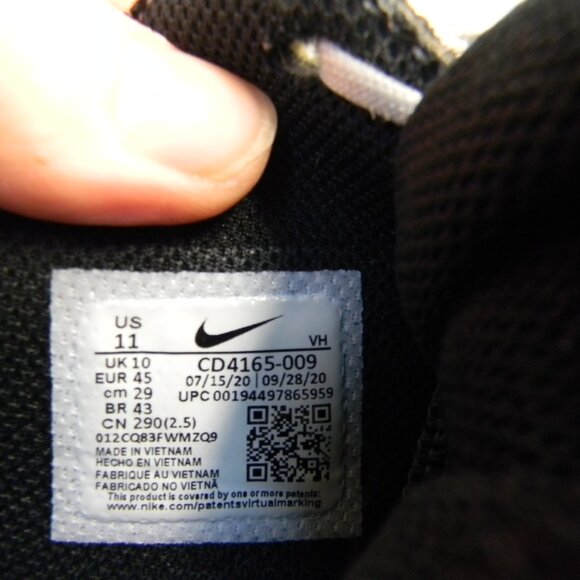 US
11
VH
UK 10
EUR 45
cm 29
BR 43
CN 290(2.5)
CD4165-009
07/15/20 | 09/28/20
UPC 00194497865959
012CQ83FWMZQ9
MADE IN VIETNAM
HECHO EN VIETNAM
FABRIQUE AU VIETNAM
FABRICADO NO VIETNÃ
This product is covered by one or more patents:
www.nike.com/patentsvirtualmarking